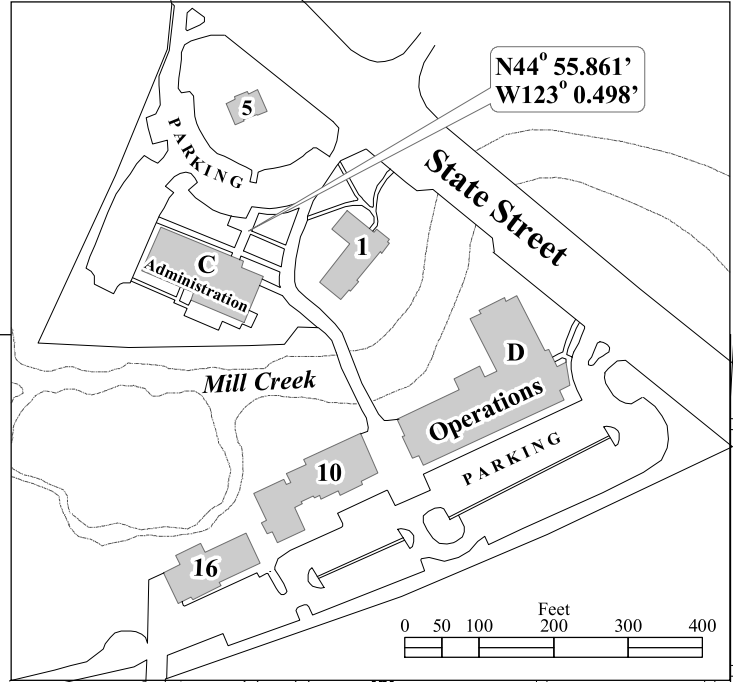 N44° 55.861’
W123° 0.498’
5
PARKING
State Street
1
C
Administration
D
Mill Creek
Operations
PARKING
10
16
Feet
0 50 100 200 300 400